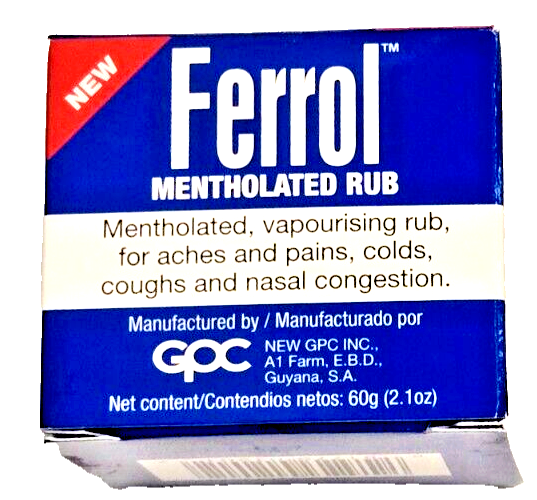 NEW
Ferrol™
MENTHOLATED RUB
Mentholated, vapourising rub,
for aches and pains, colds,
coughs and nasal congestion.
Manufactured by / Manufacturado por
GPC
NEW GPC INC.,
A1 Farm, E.B.D.,
Guyana, S.A.
Net content/Contendios netos: 60g (2.1oz)